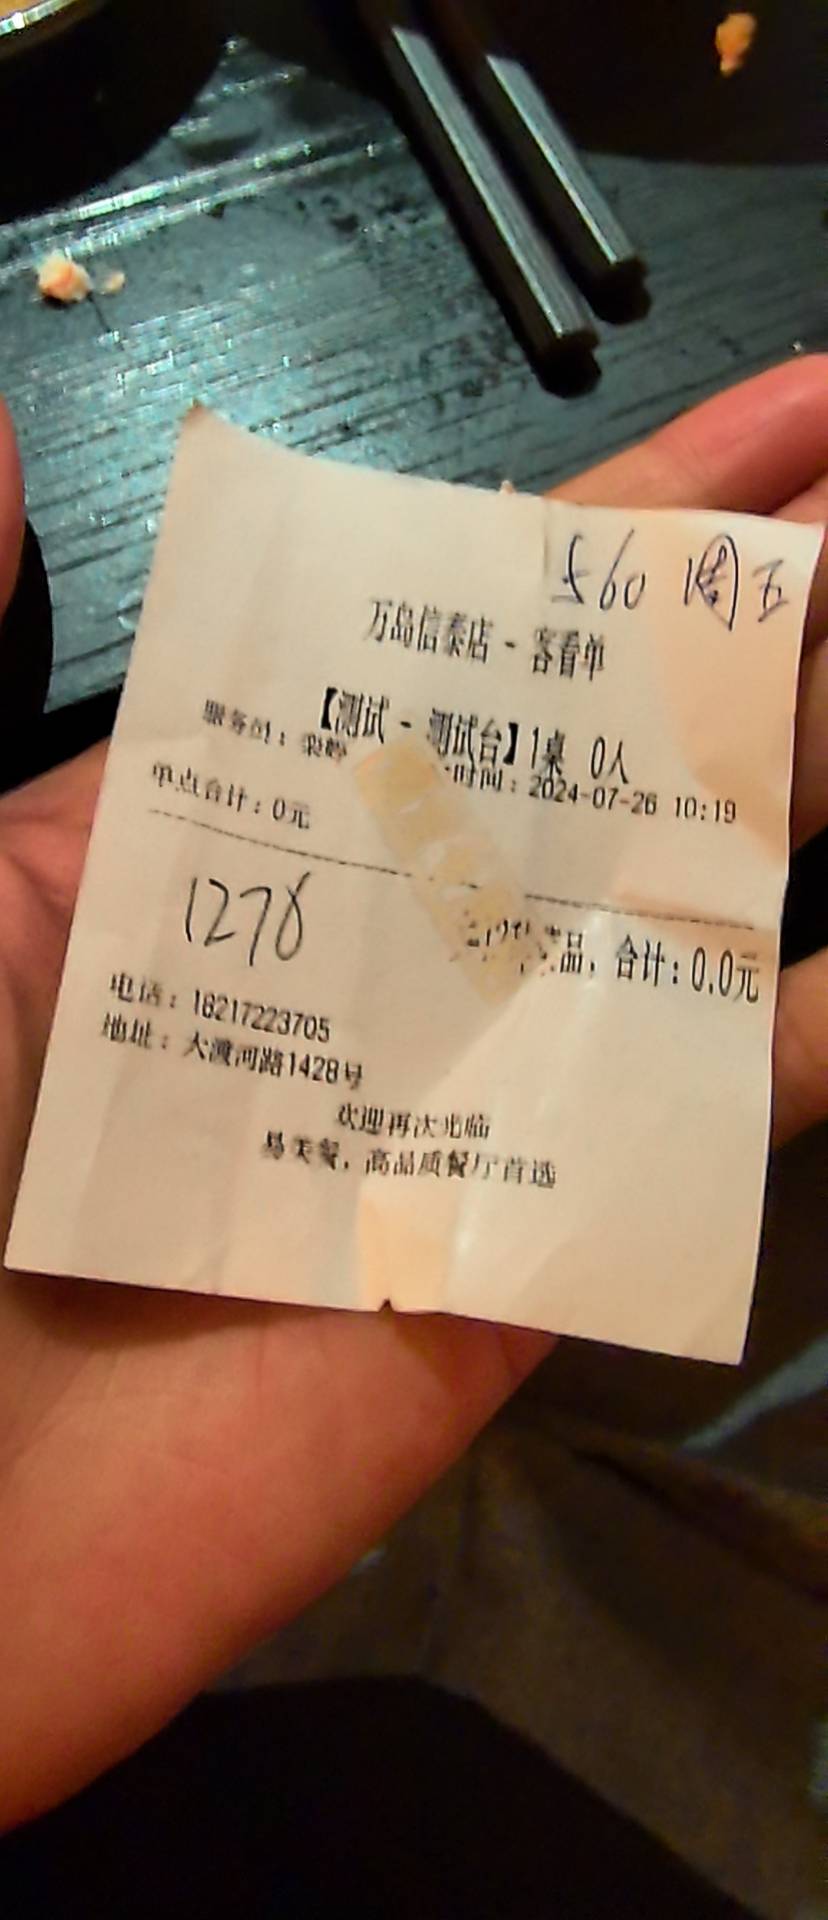 560 周五
万岛信泰店 - 客看单
【测试 - 测试台】1桌 0人
服务员：
时间：2024-07-26 10:19
单点合计：0元
品，合计：0.0元
1278
电话：16217223705
地址：大渡河路1428号
欢迎再次光临
易美餐，高品质餐厅首选